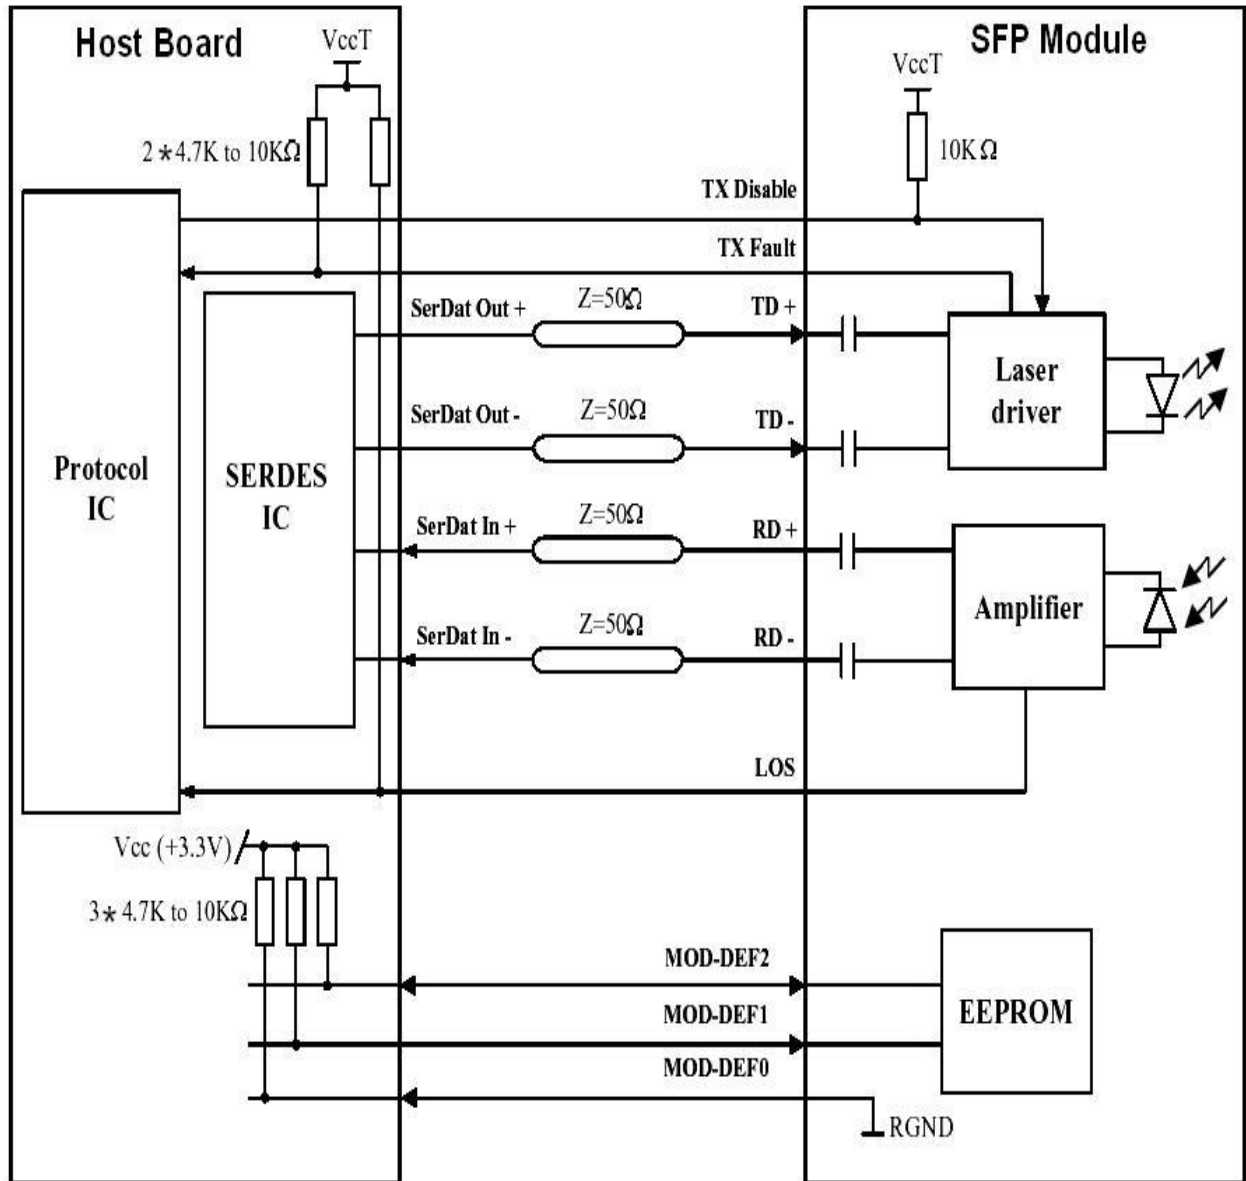 Host Board
SFP Module
VccT
VccT
2*4.7K to 10KΩ
10KΩ
TX Disable
TX Fault
SerDat Out +
Z=50Ω
TD +
Laser
driver
SerDat Out -
Z=50Ω
TD -
Protocol
IC
SERDES
IC
SerDat In +
Z=50Ω
RD +
Amplifier
SerDat In -
Z=50Ω
RD -
LOS
Vcc (+3.3V)
3* 4.7K to 10KΩ
MOD-DEF2
MOD-DEF1
EEPROM
MOD-DEF0
RGND